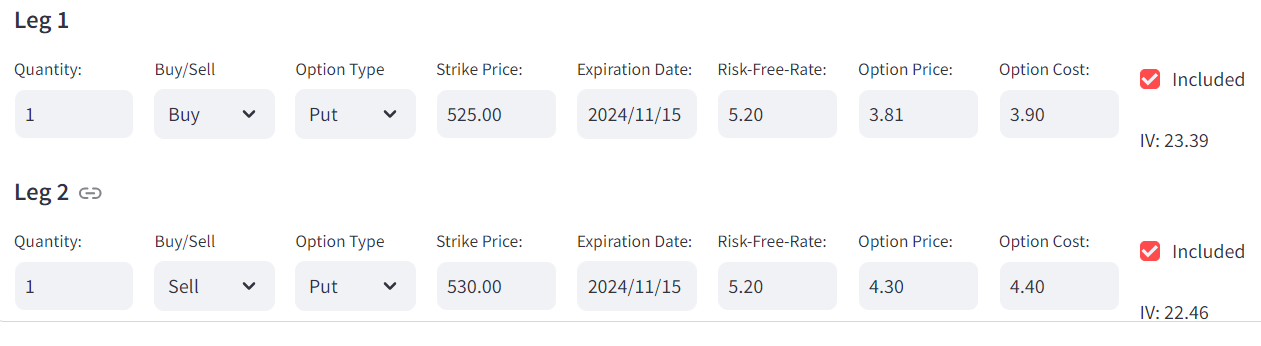 Leg 1
Quantity: Buy/Sell Option Type Strike Price: Expiration Date: Risk-Free-Rate: Option Price: Option Cost:
Included
1 Buy Put 525.00 2024/11/15 5.20 3.81 3.90
IV: 23.39
Leg 2
Quantity: Buy/Sell Option Type Strike Price: Expiration Date: Risk-Free-Rate: Option Price: Option Cost:
Included
1 Sell Put 530.00 2024/11/15 5.20 4.30 4.40
IV: 22.46